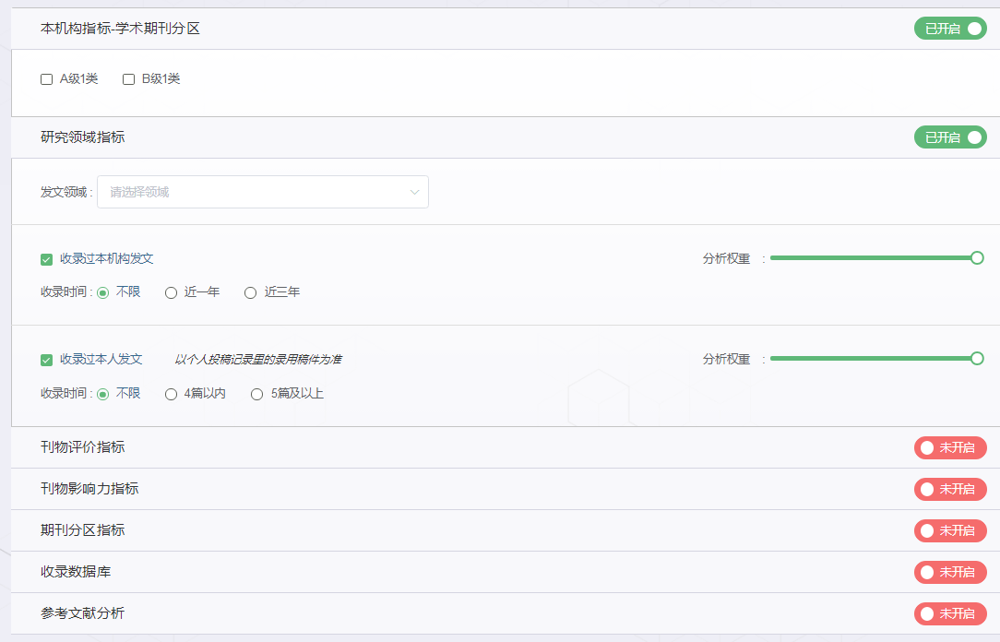 本机构指标-学术期刊分区 已开启
A级1类 B级1类
研究领域指标 已开启
发文领域 : 请选择领域
收录过本机构发文 分析权重 :
收录时间 : 不限 近一年 近三年
收录过本人发文 以个人投稿记录里的录用稿件为准 分析权重 :
收录时间 : 不限 4篇以内 5篇及以上
刊物评价指标 未开启
刊物影响力指标 未开启
期刊分区指标 未开启
收录数据库 未开启
参考文献分析 未开启